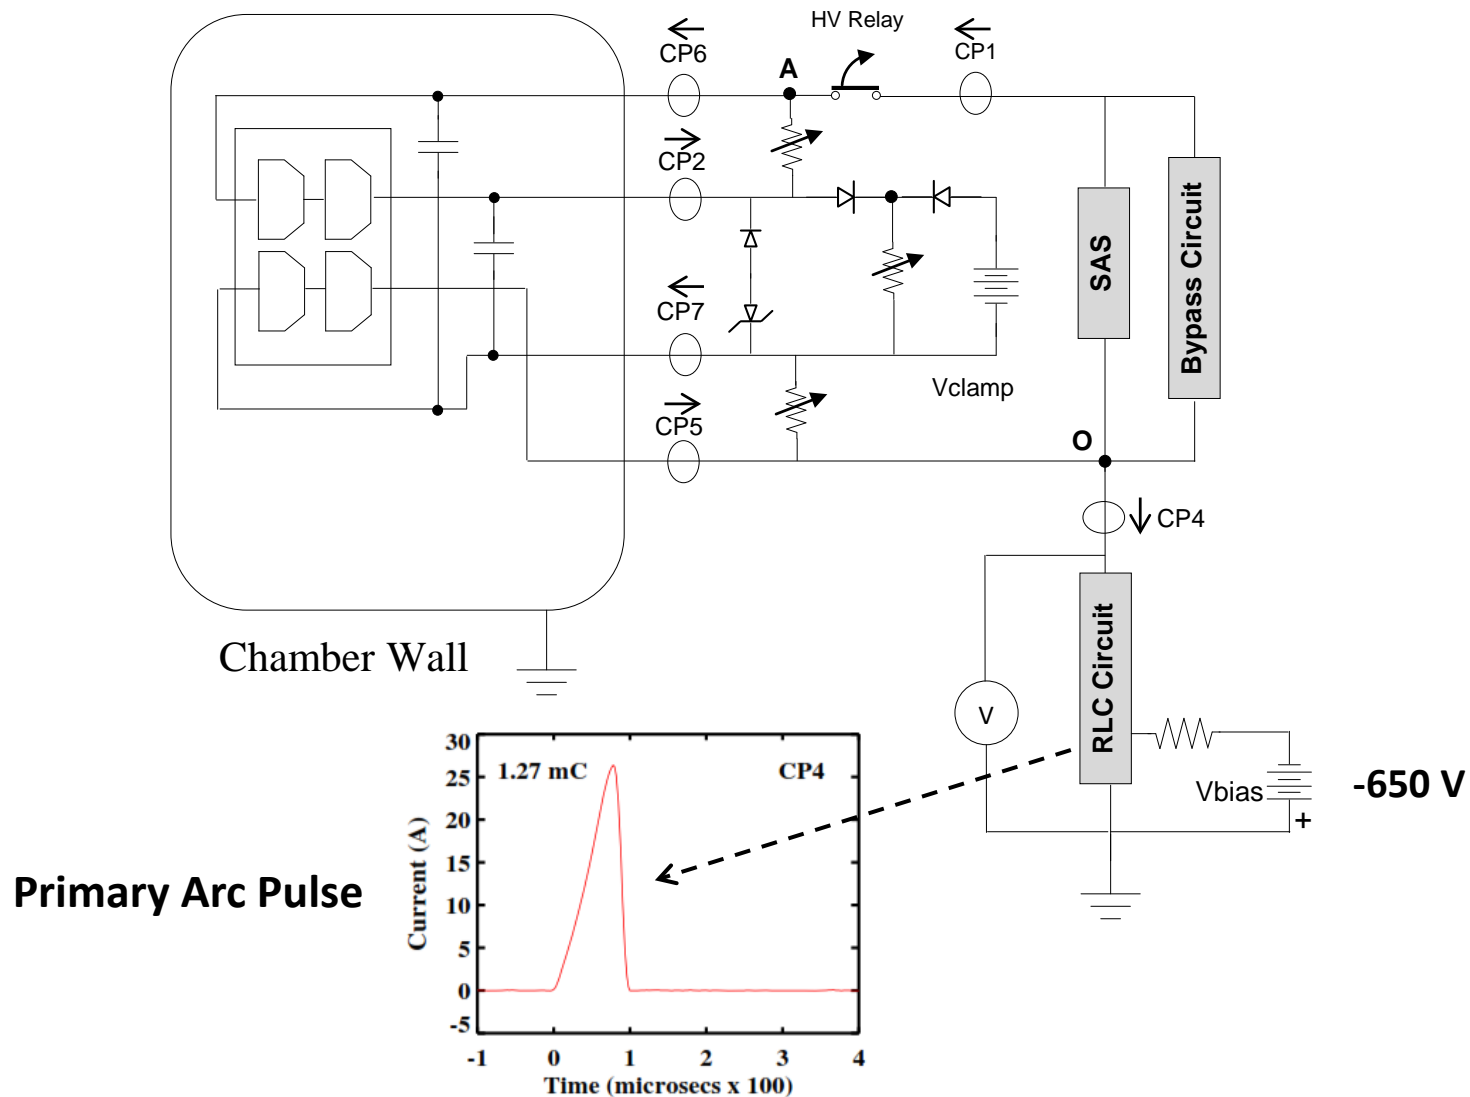 HV Relay
CP6
A
CP1
CP2
CP7
CP5
Vclamp
SAS
Bypass Circuit
O
CP4
Chamber Wall
V
RLC Circuit
Vbias
+
-650 V
Primary Arc Pulse
1.27 mC
CP4
Current (A)
30
25
20
15
10
5
0
-5
-1 0 1 2 3 4
Time (microsecs x 100)